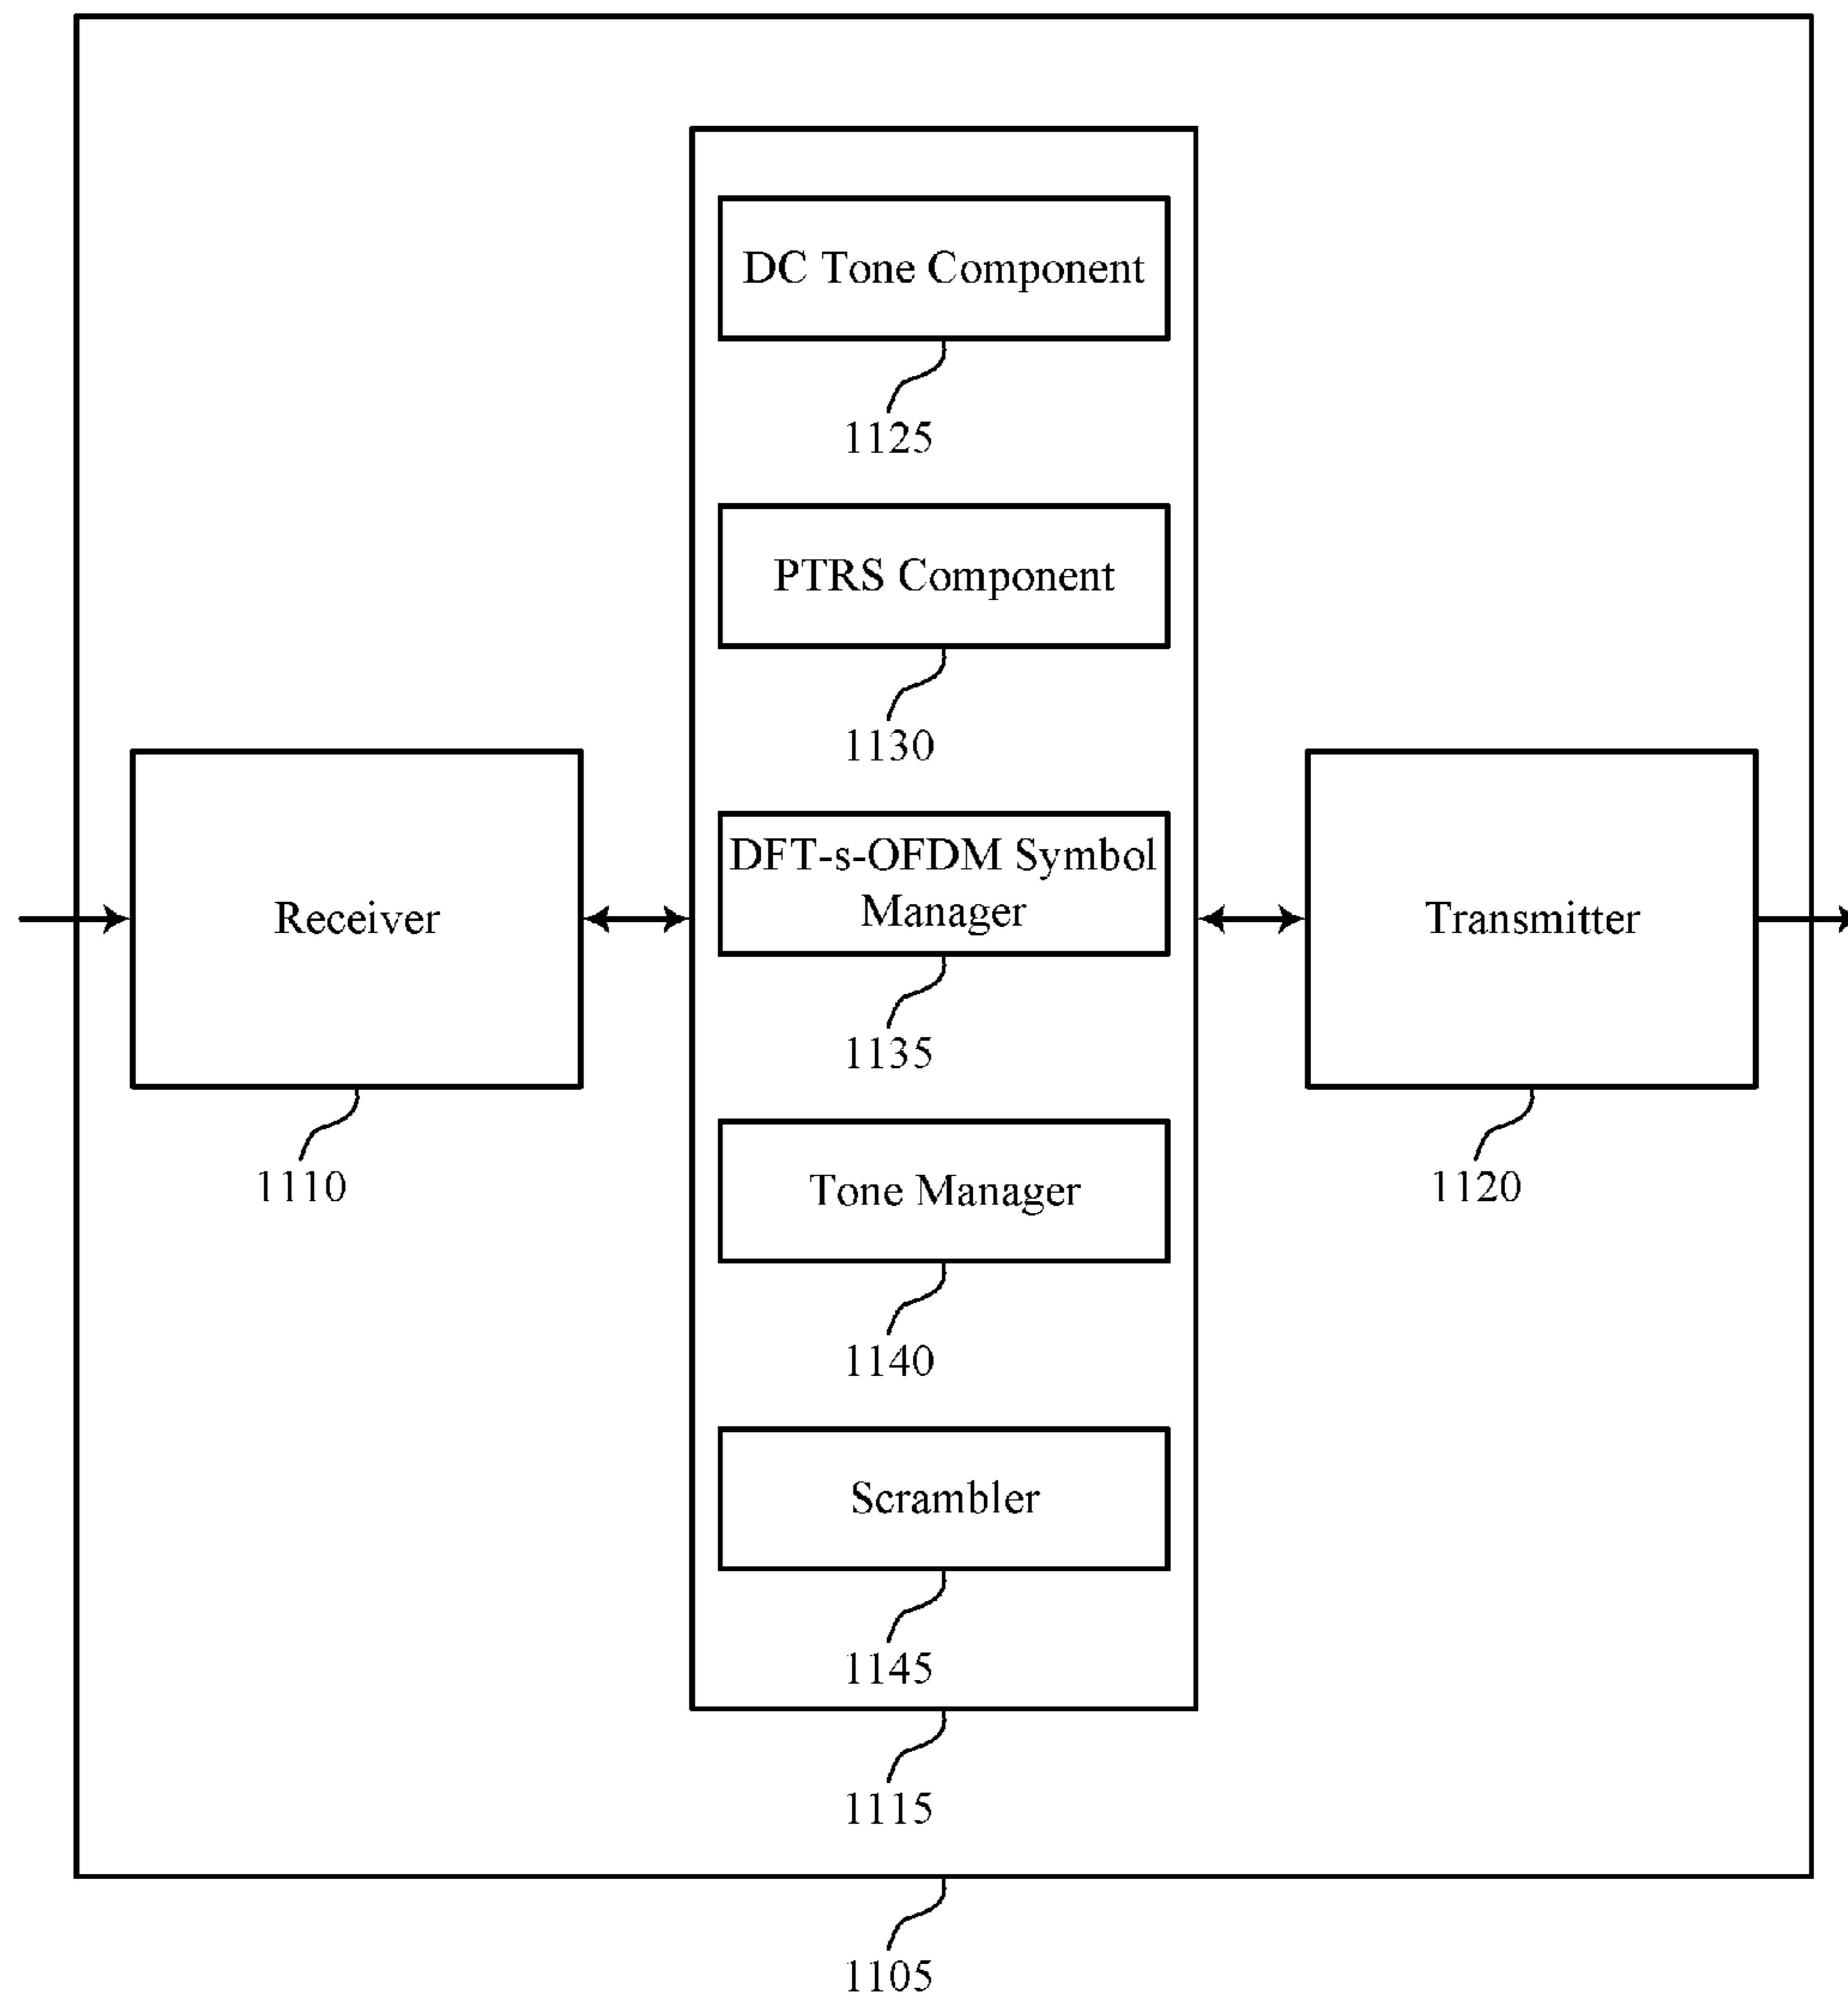 DC Tone Component
1125
PTRS Component
1130
DFT-s-OFDM Symbol
Manager
1135
Receiver
1110
Transmitter
1120
Tone Manager
1140
Scrambler
1145
1115
1105